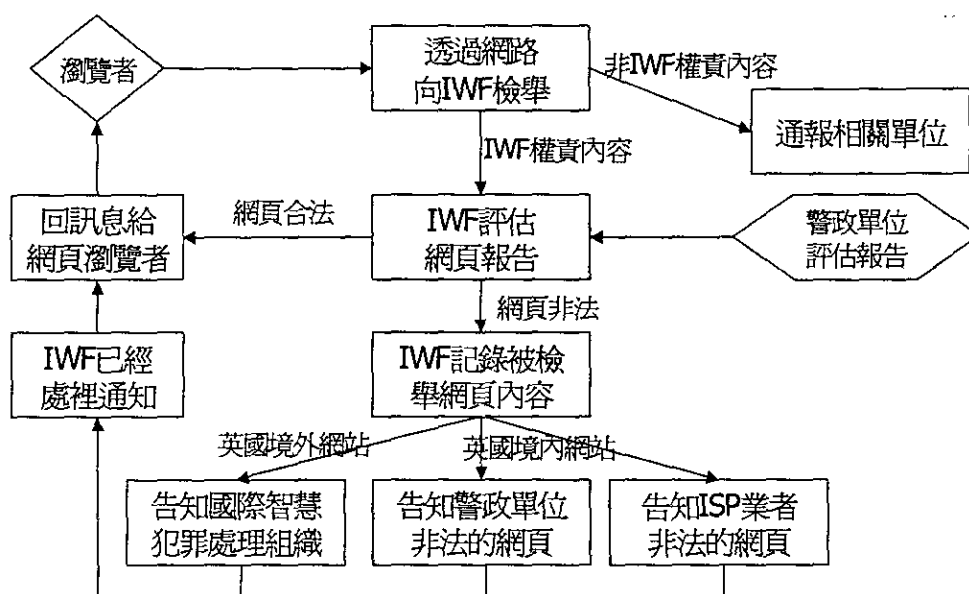 瀏覽者
透過網路
向IWF檢舉
非IWF權責內容
通報相關單位
IWF權責內容
回訊息給
網頁瀏覽者
網頁合法
IWF評估
網頁報告
警政單位
評估報告
網頁非法
IWF已經
處裡通知
IWF記錄被檢
舉網頁內容
英國境外網站
英國境內網站
告知國際智慧
犯罪處理組織
告知警政單位
非法的網頁
告知ISP業者
非法的網頁